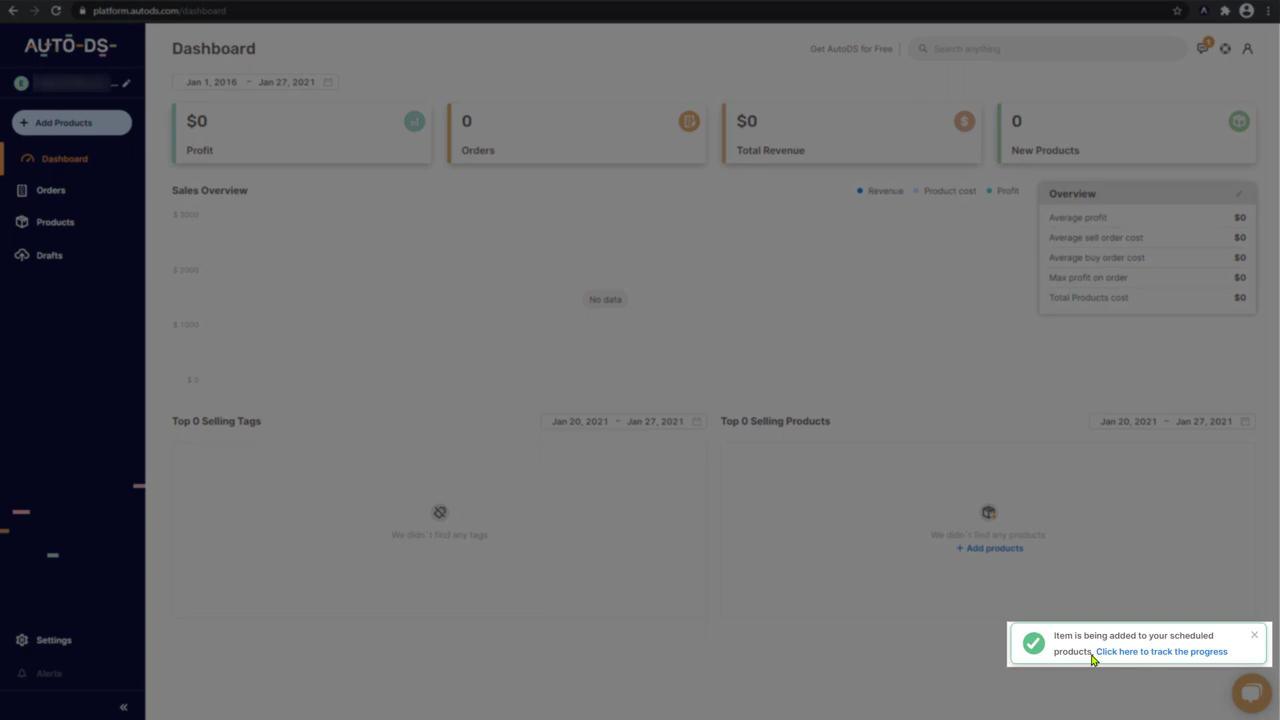 platform.autods.com/dashboard
AUTO-DS-
Dashboard
Get AutoDS for Free
Search anything
1
E
...
Jan 1, 2016 ~ Jan 27, 2021
+ Add Products
$0
Profit
0
Orders
$0
Total Revenue
0
New Products
Dashboard
Orders
Products
Drafts
Sales Overview
Revenue
Product cost
Profit
$ 3000
$ 2000
$ 1000
$ 0
No data
Overview
Average profit $0
Average sell order cost $0
Average buy order cost $0
Max profit on order $0
Total Products cost $0
Top 0 Selling Tags
Jan 20, 2021 ~ Jan 27, 2021
Top 0 Selling Products
Jan 20, 2021 ~ Jan 27, 2021
We didn`t find any tags
We didn`t find any products
+ Add products
Settings
Alerts
Item is being added to your scheduled
products. Click here to track the progress